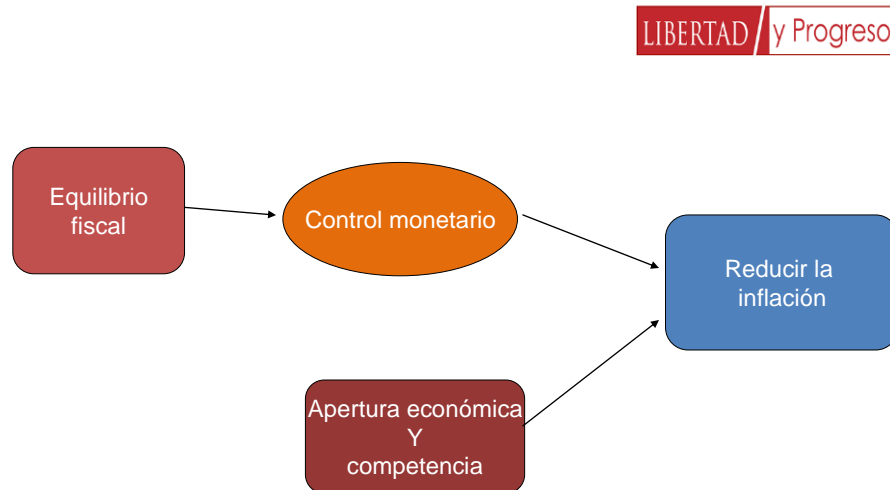 LIBERTAD y Progreso
Equilibrio
fiscal
Control monetario
Reducir la
inflación
Apertura económica
Y
competencia